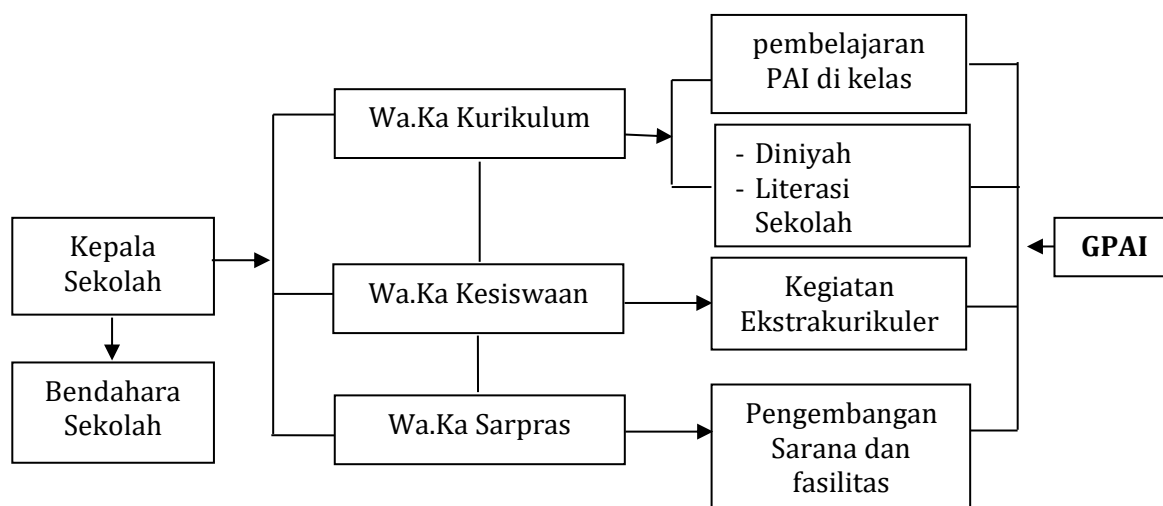 Kepala
Sekolah
Bendahara
Sekolah
Wa.Ka Kurikulum
Wa.Ka Kesiswaan
Wa.Ka Sarpras
pembelajaran
PAI di kelas
- Diniyah
- Literasi
Sekolah
Kegiatan
Ekstrakurikuler
Pengembangan
Sarana dan
fasilitas
GPAI